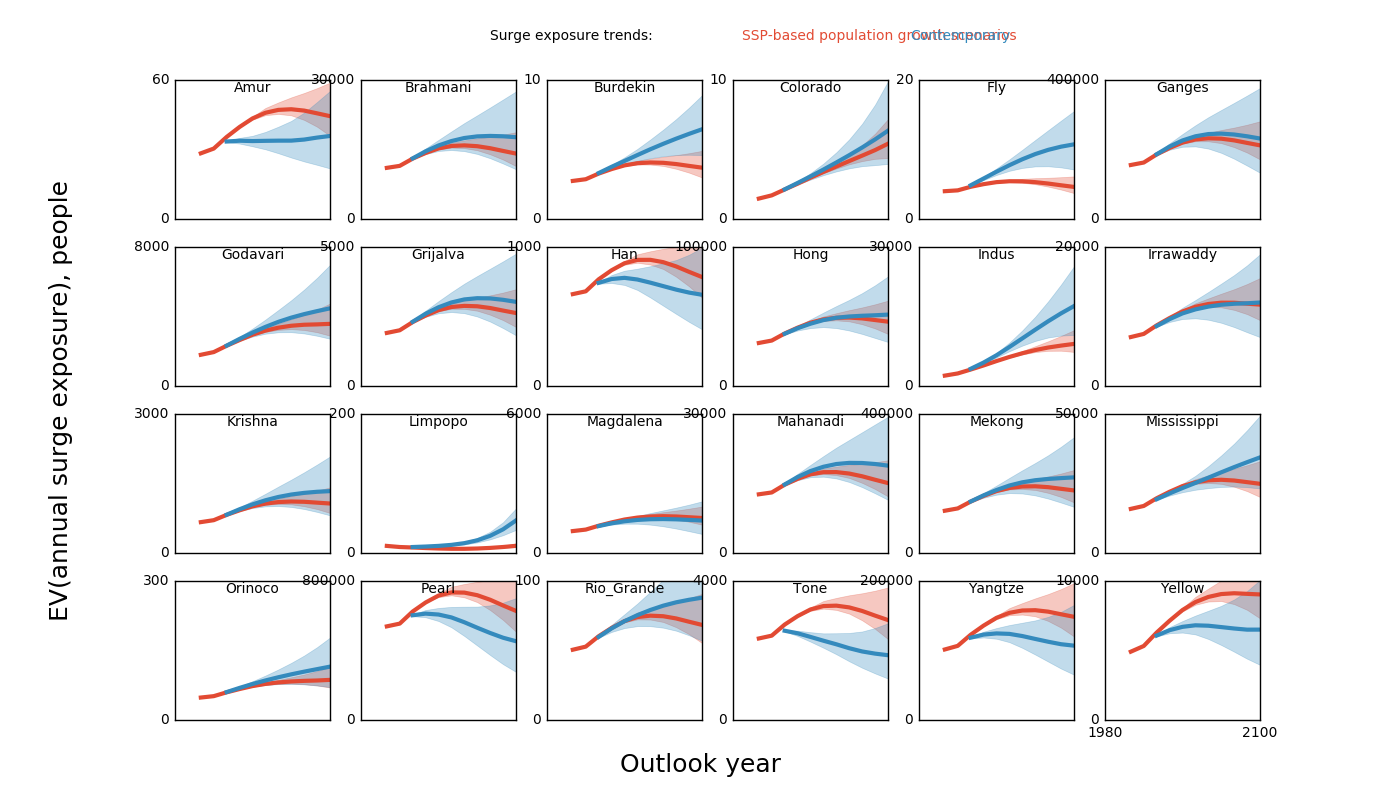 Surge exposure trends: SSP-based population growth scenarios Contemporary
60 30000 10 10 20 400000
Amur Brahmani Burdekin Colorado Fly Ganges
0 0 0 0 0 0
8000 5000 1000 100000 30000 20000
Godavari Grijalva Han Hong Indus Irrawaddy
0 0 0 0 0 0
3000 200 6000 30000 400000 50000
Krishna Limpopo Magdalena Mahanadi Mekong Mississippi
0 0 0 0 0 0
300 800000 100 4000 200000 10000
Orinoco Pearl Rio_Grande Tone Yangtze Yellow
0 0 0 0 0 0
1980 2100
EV(annual surge exposure), people
Outlook year